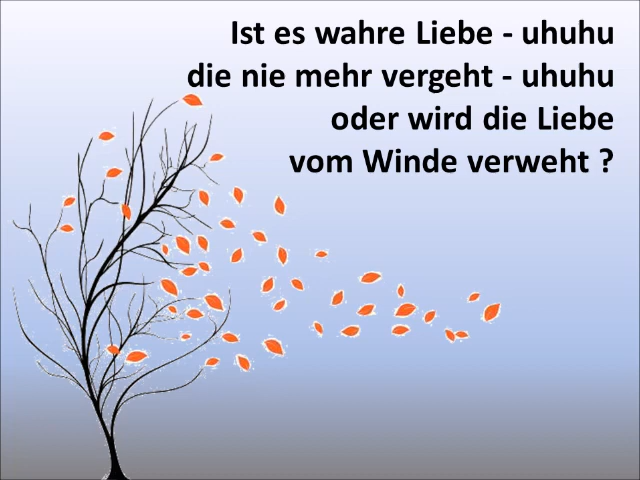 Ist es wahre Liebe - uhuhu
die nie mehr vergeht - uhuhu
oder wird die Liebe
vom Winde verweht ?